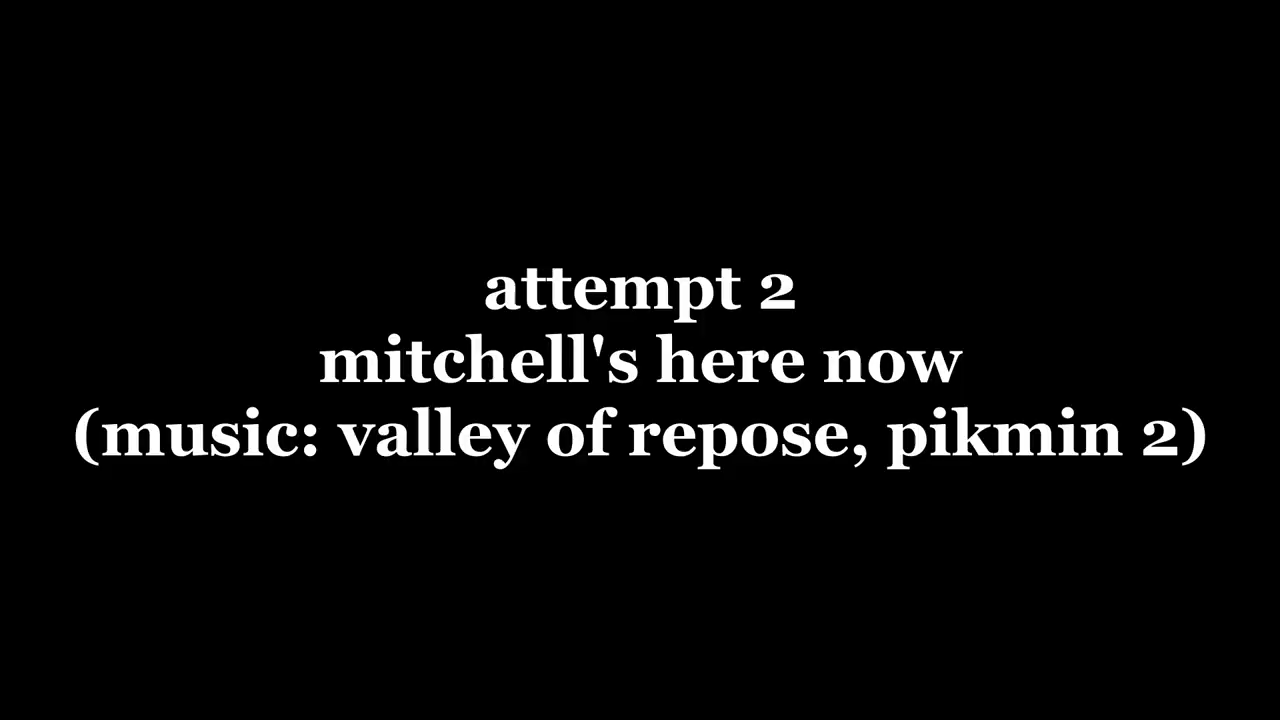 attempt 2
mitchell's here now
(music: valley of repose, pikmin 2)